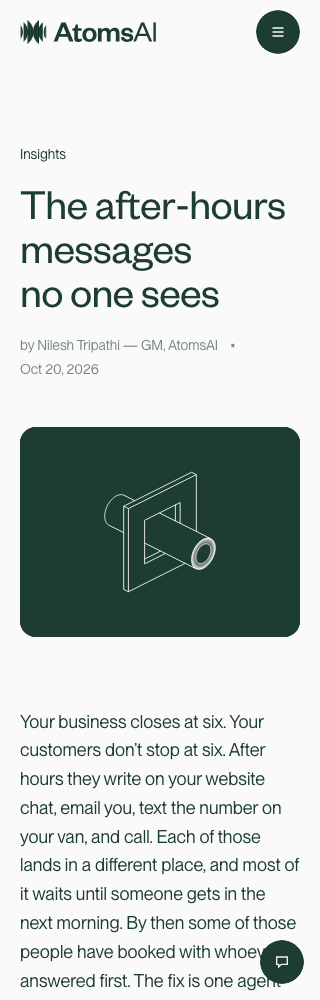 AtomsAI
Insights
The after-hours
messages
no one sees
by Nilesh Tripathi — GM, AtomsAI •
Oct 20, 2026
Your business closes at six. Your
customers don’t stop at six. After
hours they write on your website
chat, email you, text the number on
your van, and call. Each of those
lands in a different place, and most of
it waits until someone gets in the
next morning. By then some of those
people have booked with
answered first. The fix is one agent